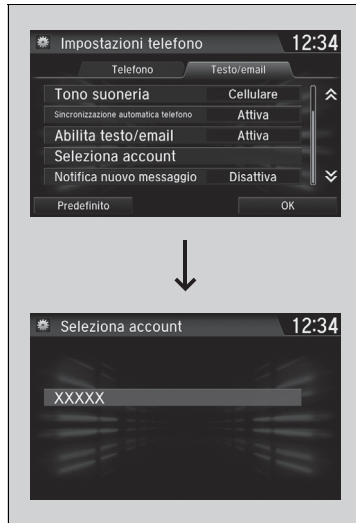 Impostazioni telefono 12:34
Telefono Testo/email
Tono suoneria Cellulare
Sincronizzazione automatica telefono Attiva
Abilita testo/email Attiva
Seleziona account
Notifica nuovo messaggio Disattiva
Predefinito OK
Seleziona account 12:34
XXXXX